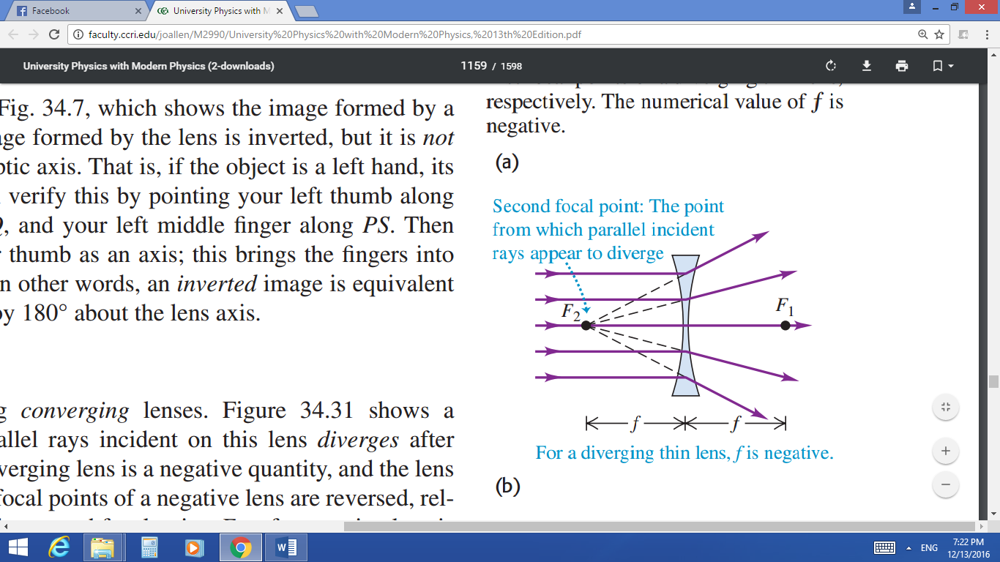 Facebook
University Physics with M
faculty.ccri.edu/joallen/M2990/University%20Physics%20with%20Modern%20Physics,%2013th%20Edition.pdf
University Physics with Modern Physics (2-downloads)
1159 / 1598
Fig. 34.7, which shows the image formed by a
age formed by the lens is inverted, but it is not
ptic axis. That is, if the object is a left hand, its
verify this by pointing your left thumb along
, and your left middle finger along PS. Then
r thumb as an axis; this brings the fingers into
n other words, an inverted image is equivalent
by 180° about the lens axis.
g converging lenses. Figure 34.31 shows a
allel rays incident on this lens diverges after
verging lens is a negative quantity, and the lens
focal points of a negative lens are reversed, rel-
respectively. The numerical value of f is
negative.
(a)
Second focal point: The point
from which parallel incident
rays appear to diverge
F2
F1
f
f
For a diverging thin lens, f is negative.
(b)
W
ENG
7:22 PM
12/13/2016